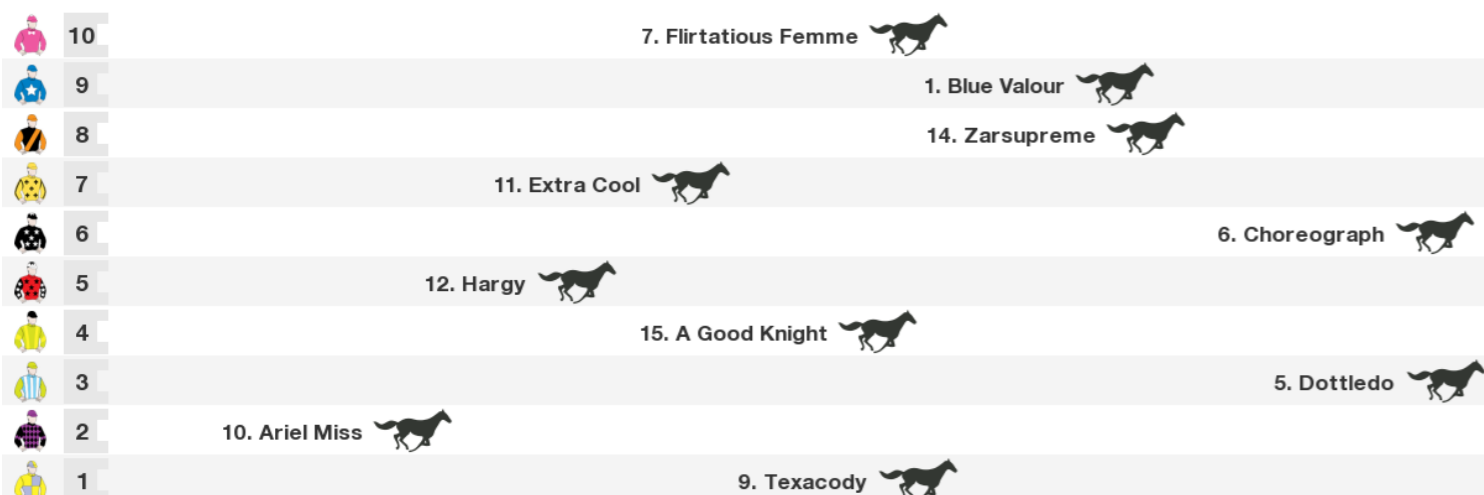 10 7. Flirtatious Femme
9 1. Blue Valour
8 14. Zarsupreme
7 11. Extra Cool
6 6. Choreograph
5 12. Hargy
4 15. A Good Knight
3 5. Dottledo
2 10. Ariel Miss
1 9. Texacody